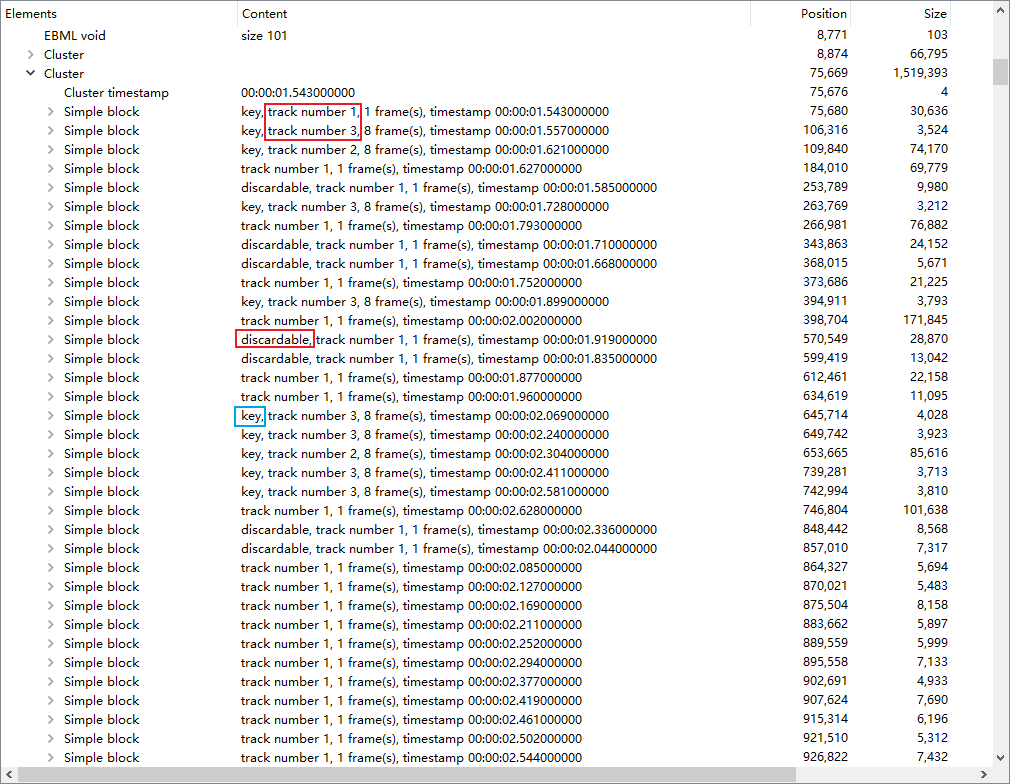 Elements Content Position Size
EBML void size 101 8,771 103
Cluster 8,874 66,795
Cluster 75,669 1,519,393
Cluster timestamp 00:00:01.543000000 75,676 4
Simple block key, track number 1, 1 frame(s), timestamp 00:00:01.543000000 75,680 30,636
Simple block key, track number 3, 8 frame(s), timestamp 00:00:01.557000000 106,316 3,524
Simple block key, track number 2, 8 frame(s), timestamp 00:00:01.621000000 109,840 74,170
Simple block track number 1, 1 frame(s), timestamp 00:00:01.627000000 184,010 69,779
Simple block discardable, track number 1, 1 frame(s), timestamp 00:00:01.585000000 253,789 9,980
Simple block key, track number 3, 8 frame(s), timestamp 00:00:01.728000000 263,769 3,212
Simple block track number 1, 1 frame(s), timestamp 00:00:01.793000000 266,981 76,882
Simple block discardable, track number 1, 1 frame(s), timestamp 00:00:01.710000000 343,863 24,152
Simple block discardable, track number 1, 1 frame(s), timestamp 00:00:01.668000000 368,015 5,671
Simple block track number 1, 1 frame(s), timestamp 00:00:01.752000000 373,686 21,225
Simple block key, track number 3, 8 frame(s), timestamp 00:00:01.899000000 394,911 3,793
Simple block track number 1, 1 frame(s), timestamp 00:00:02.002000000 398,704 171,845
Simple block discardable, track number 1, 1 frame(s), timestamp 00:00:01.919000000 570,549 28,870
Simple block discardable, track number 1, 1 frame(s), timestamp 00:00:01.835000000 599,419 13,042
Simple block track number 1, 1 frame(s), timestamp 00:00:01.877000000 612,461 22,158
Simple block track number 1, 1 frame(s), timestamp 00:00:01.960000000 634,619 11,095
Simple block key, track number 3, 8 frame(s), timestamp 00:00:02.069000000 645,714 4,028
Simple block key, track number 3, 8 frame(s), timestamp 00:00:02.240000000 649,742 3,923
Simple block key, track number 2, 8 frame(s), timestamp 00:00:02.304000000 653,665 85,616
Simple block key, track number 3, 8 frame(s), timestamp 00:00:02.411000000 739,281 3,713
Simple block key, track number 3, 8 frame(s), timestamp 00:00:02.581000000 742,994 3,810
Simple block track number 1, 1 frame(s), timestamp 00:00:02.628000000 746,804 101,638
Simple block discardable, track number 1, 1 frame(s), timestamp 00:00:02.336000000 848,442 8,568
Simple block discardable, track number 1, 1 frame(s), timestamp 00:00:02.044000000 857,010 7,317
Simple block track number 1, 1 frame(s), timestamp 00:00:02.085000000 864,327 5,694
Simple block track number 1, 1 frame(s), timestamp 00:00:02.127000000 870,021 5,483
Simple block track number 1, 1 frame(s), timestamp 00:00:02.169000000 875,504 8,158
Simple block track number 1, 1 frame(s), timestamp 00:00:02.211000000 883,662 5,897
Simple block track number 1, 1 frame(s), timestamp 00:00:02.252000000 889,559 5,999
Simple block track number 1, 1 frame(s), timestamp 00:00:02.294000000 895,558 7,133
Simple block track number 1, 1 frame(s), timestamp 00:00:02.377000000 902,691 4,933
Simple block track number 1, 1 frame(s), timestamp 00:00:02.419000000 907,624 7,690
Simple block track number 1, 1 frame(s), timestamp 00:00:02.461000000 915,314 6,196
Simple block track number 1, 1 frame(s), timestamp 00:00:02.502000000 921,510 5,312
Simple block track number 1, 1 frame(s), timestamp 00:00:02.544000000 926,822 7,432